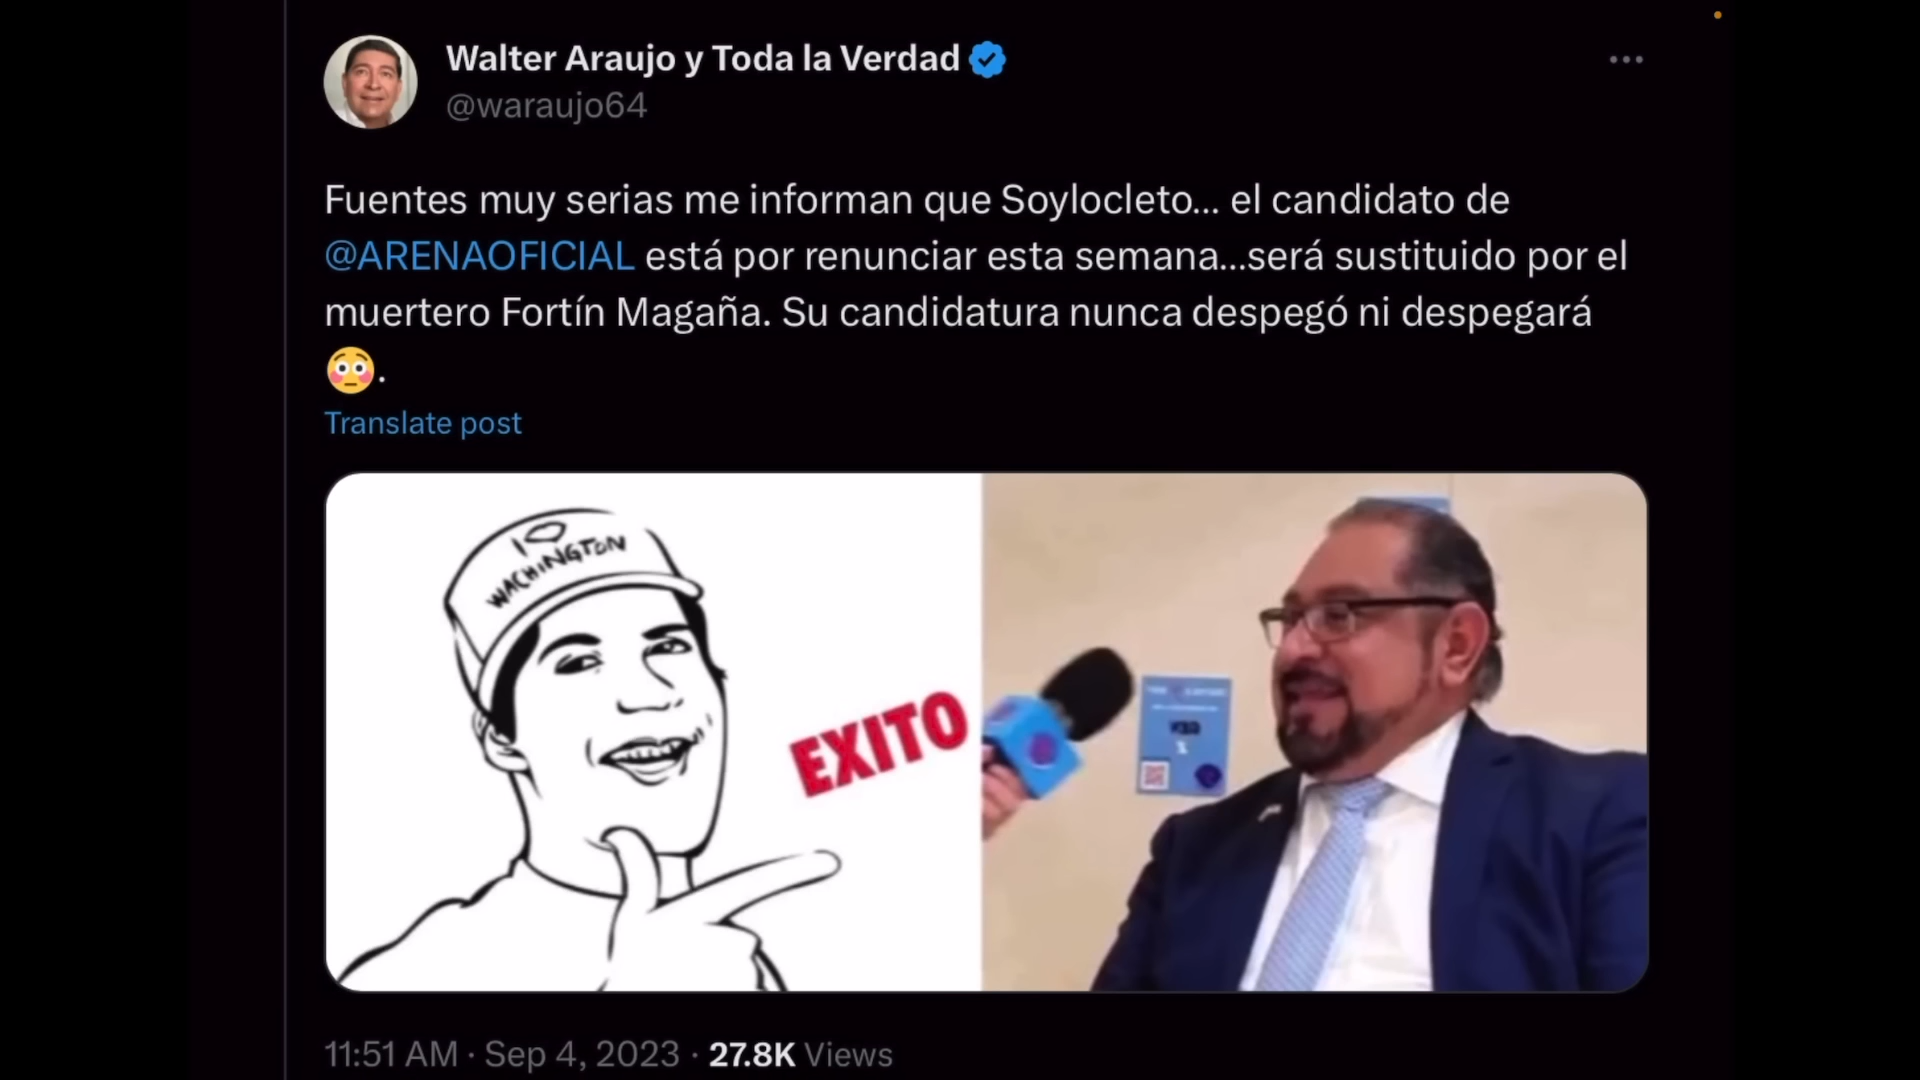 Walter Araujo y Toda la Verdad
@waraujo64
Fuentes muy serias me informan que Soylocleto... el candidato de
@ARENAOFICIAL está por renunciar esta semana...será sustituido por el
muertero Fortín Magaña. Su candidatura nunca despegó ni despegará
😳.
Translate post
I
WACHINGTON
EXITO
11:51 AM · Sep 4, 2023 · 27.8K Views